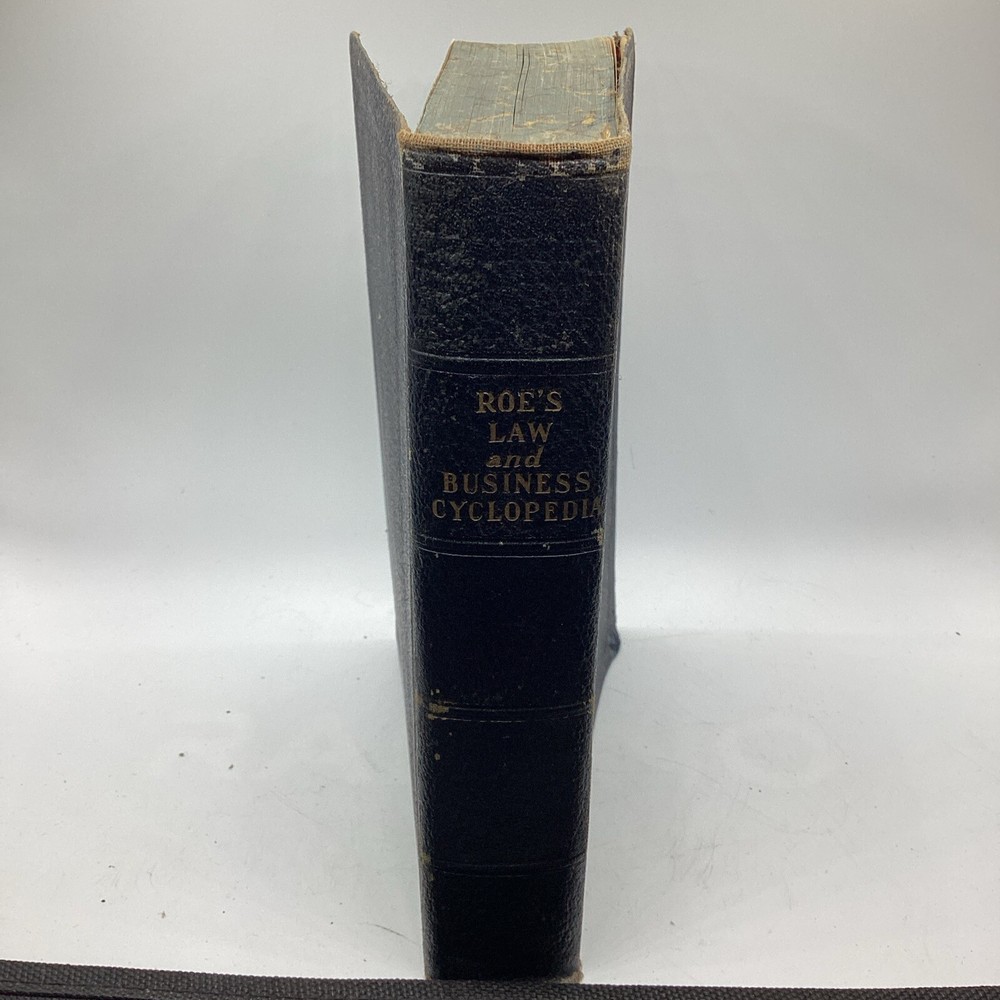 ROE'S
LAW
and
BUSINESS
CYCLOPEDIA